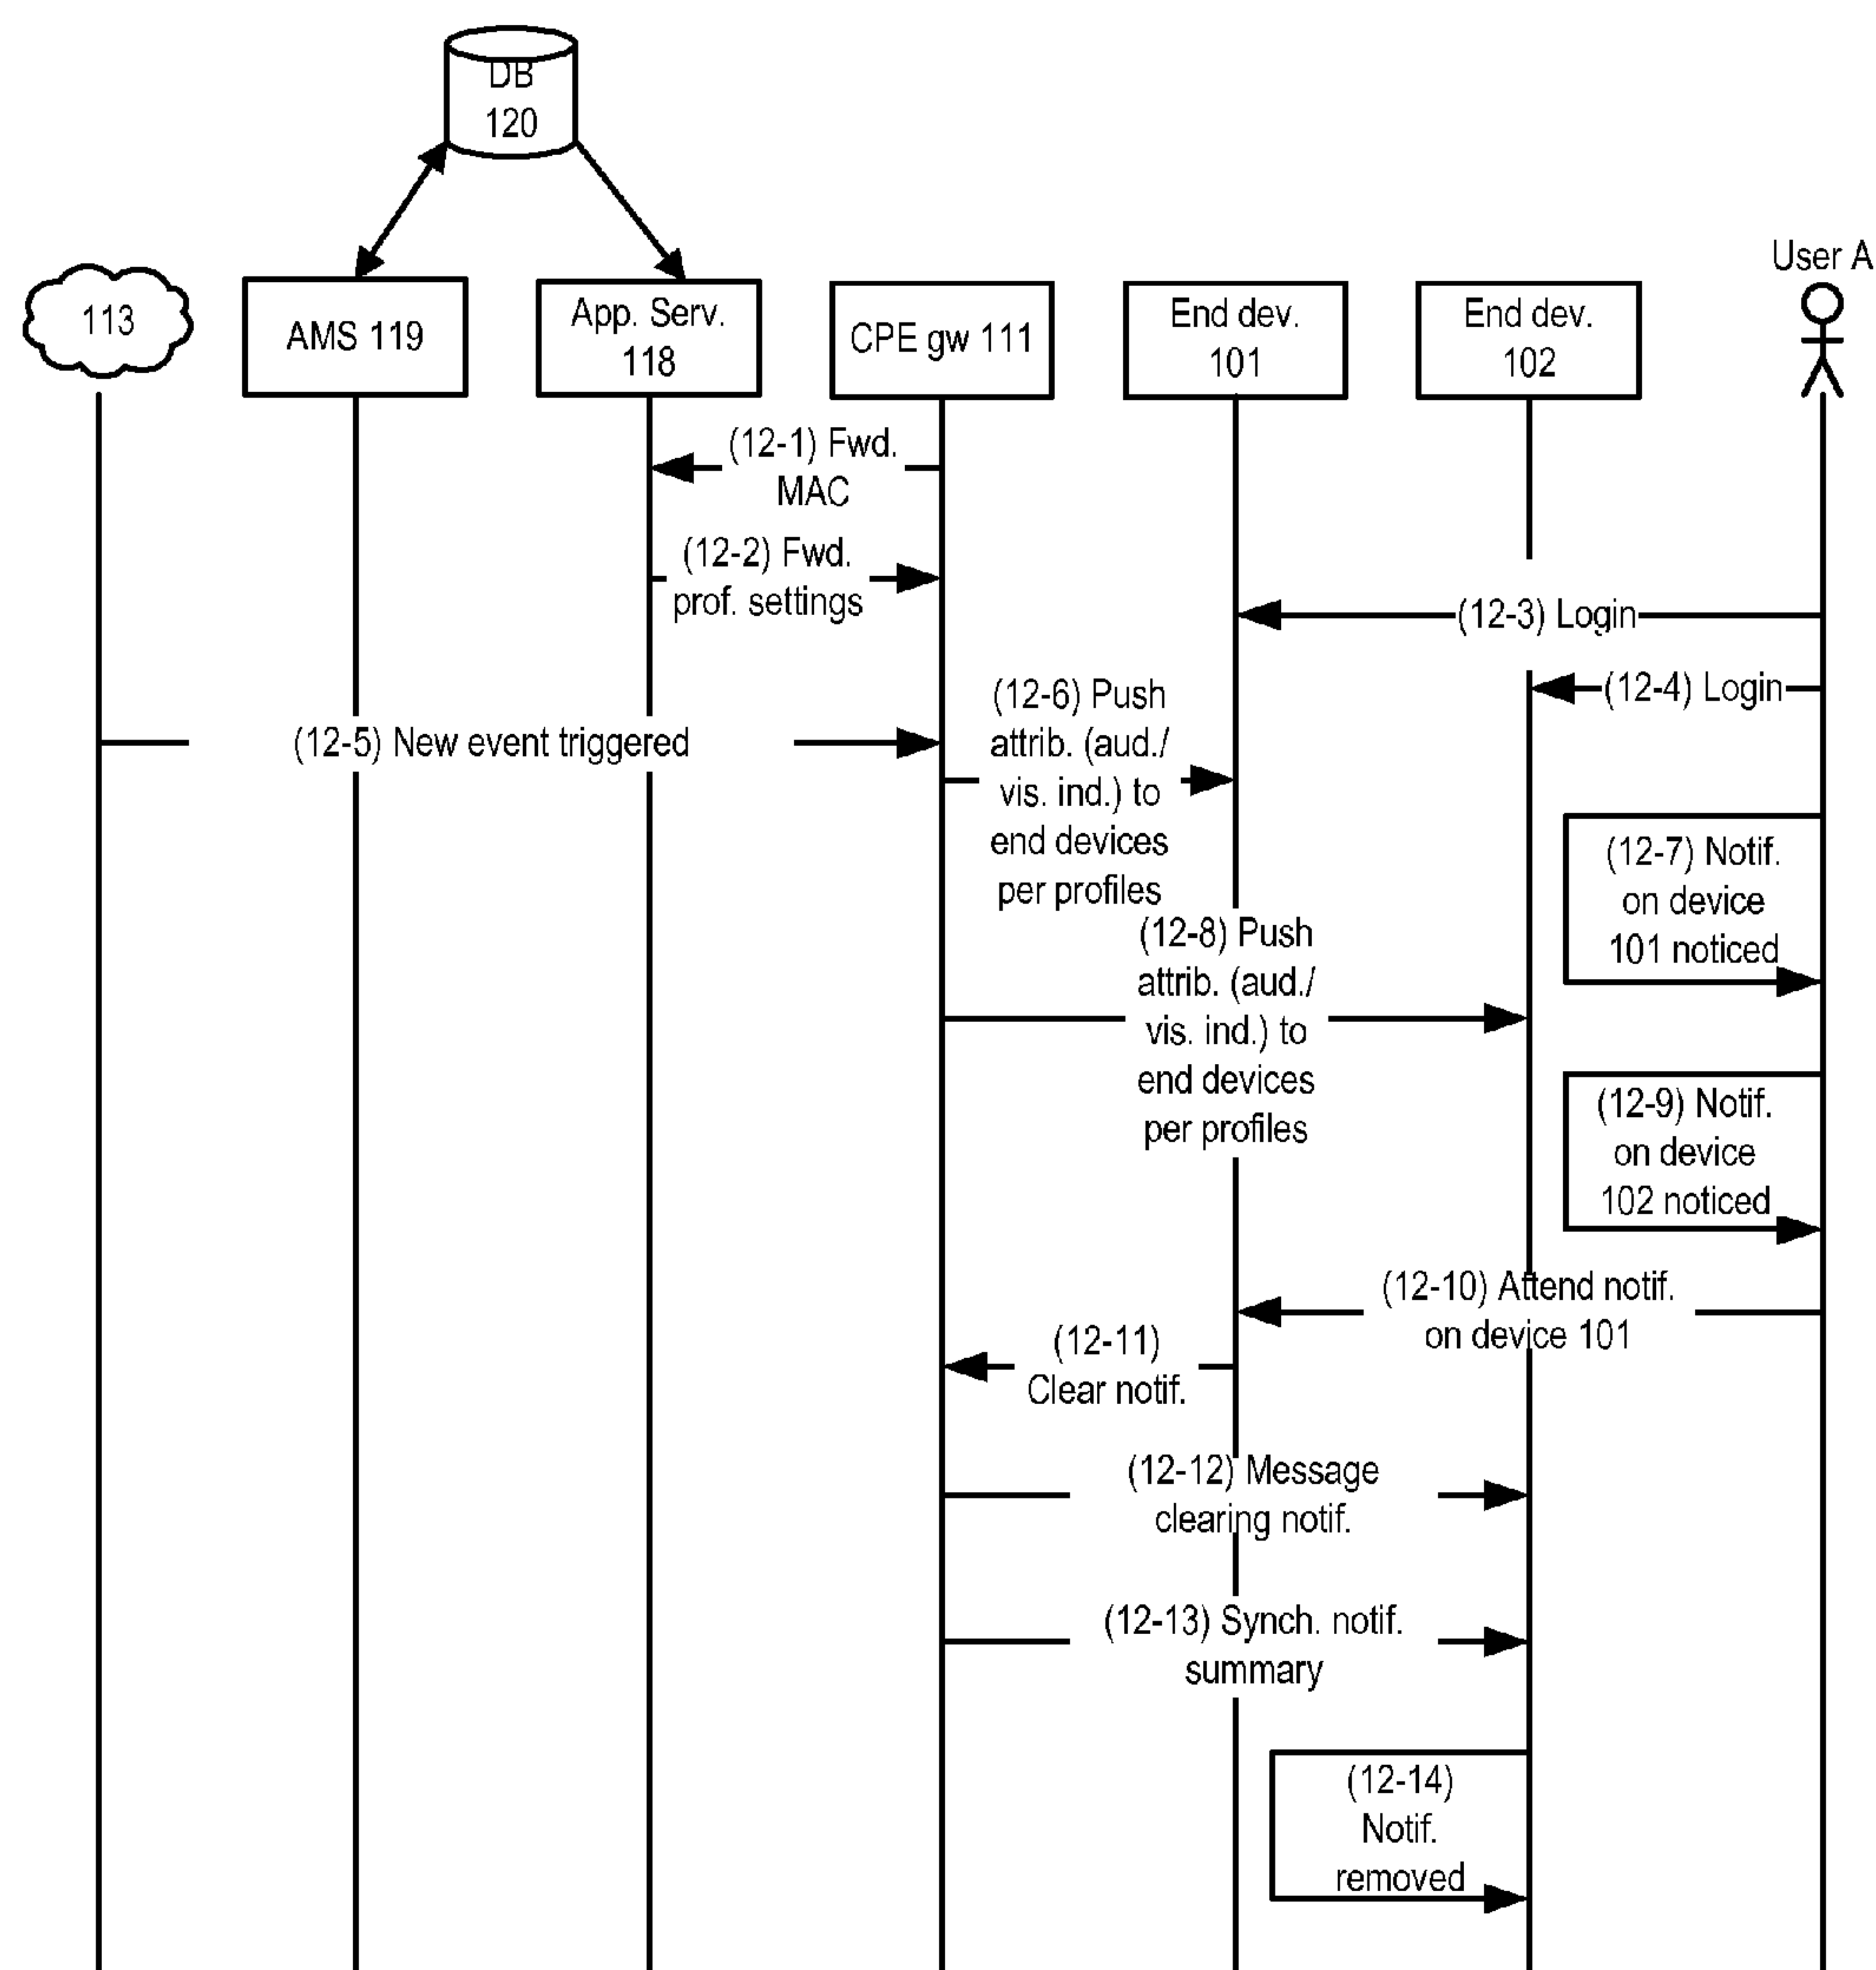 DB
120
User A
113
AMS 119
App. Serv.
118
CPE gw 111
End dev.
101
End dev.
102
(12-1) Fwd.
MAC
(12-2) Fwd.
prof. settings
(12-3) Login
(12-4) Login
(12-5) New event triggered
(12-6) Push
attrib. (aud./
vis. ind.) to
end devices
per profiles
(12-7) Notif.
on device
101 noticed
(12-8) Push
attrib. (aud./
vis. ind.) to
end devices
per profiles
(12-9) Notif.
on device
102 noticed
(12-10) Attend notif.
on device 101
(12-11)
Clear notif.
(12-12) Message
clearing notif.
(12-13) Synch. notif.
summary
(12-14)
Notif.
removed